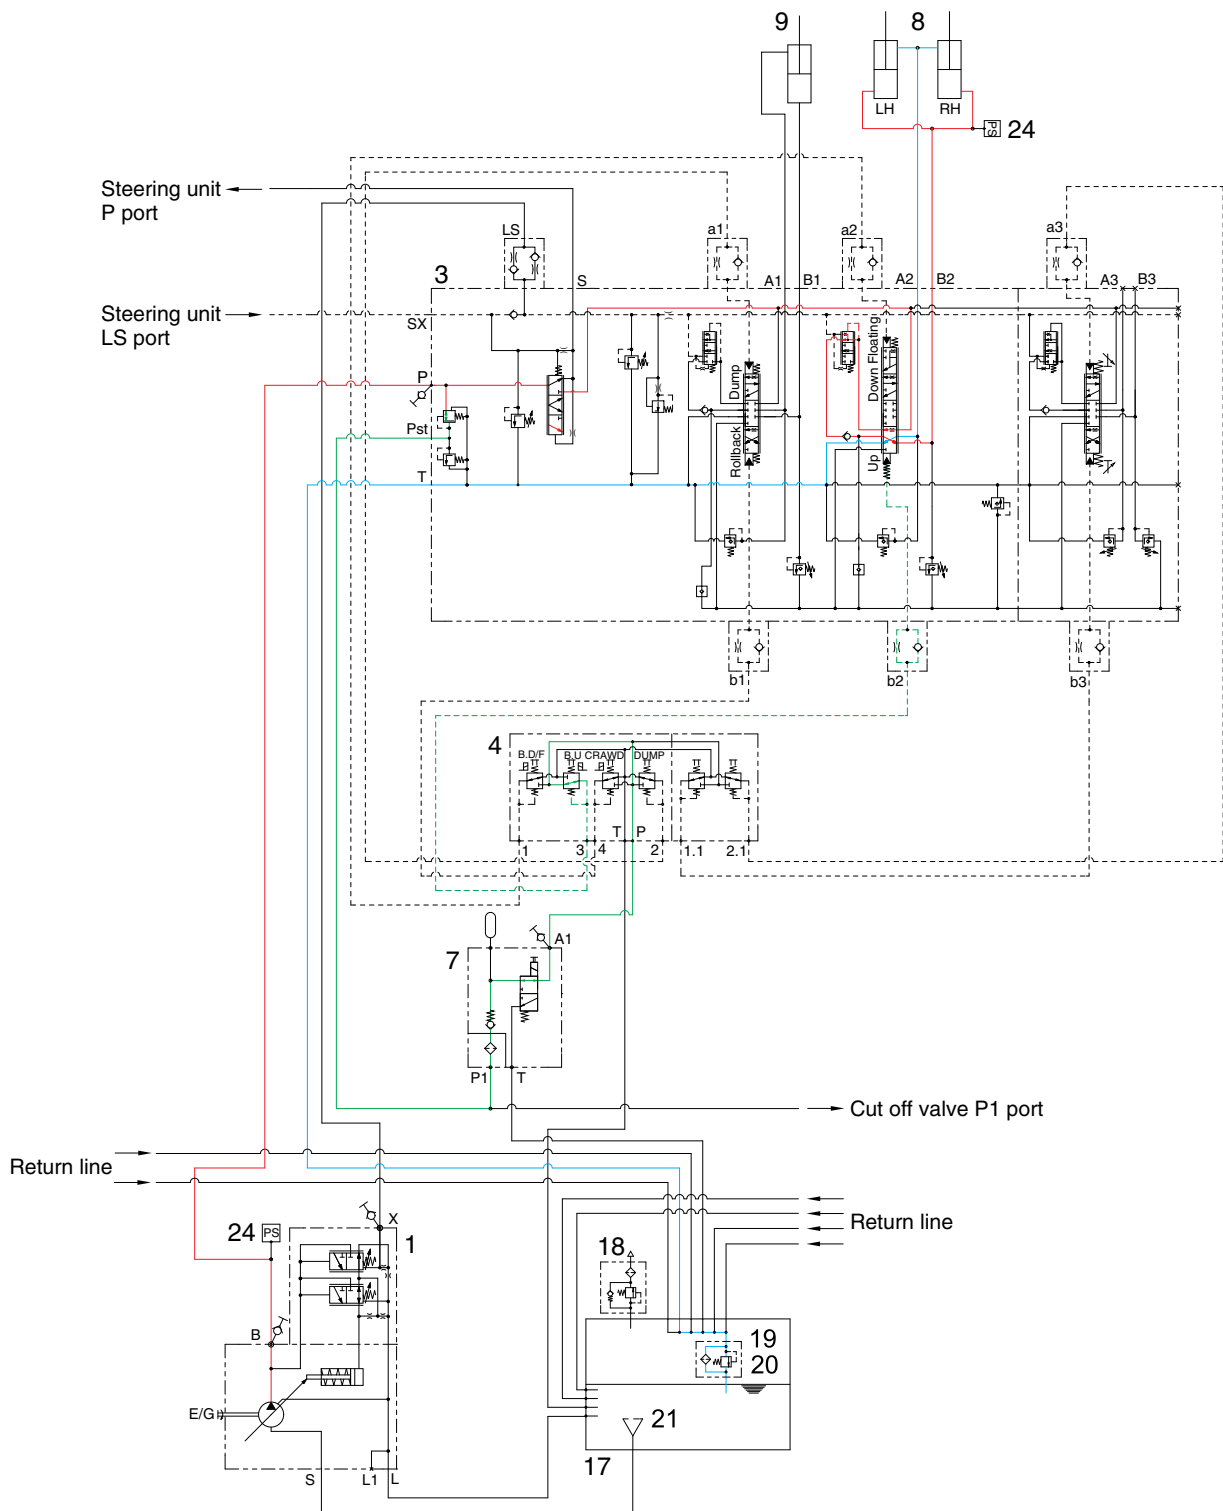 9
8
LH
RH
PS
24
Steering unit
P port
LS
a1
a2
a3
3
S
A1
B1
A2
B2
A3
B3
Steering unit
LS port
SX
P
Dump
Down Floating
Pst
Rollback
Up
T
b1
b2
b3
4
B.D/F
B.U
CRAWD
DUMP
T
P
1
3
4
2
1.1
2.1
7
A1
P1
T
Cut off valve P1 port
Return line
X
24
PS
1
Return line
18
B
19
20
E/G
21
S
L1
L
17